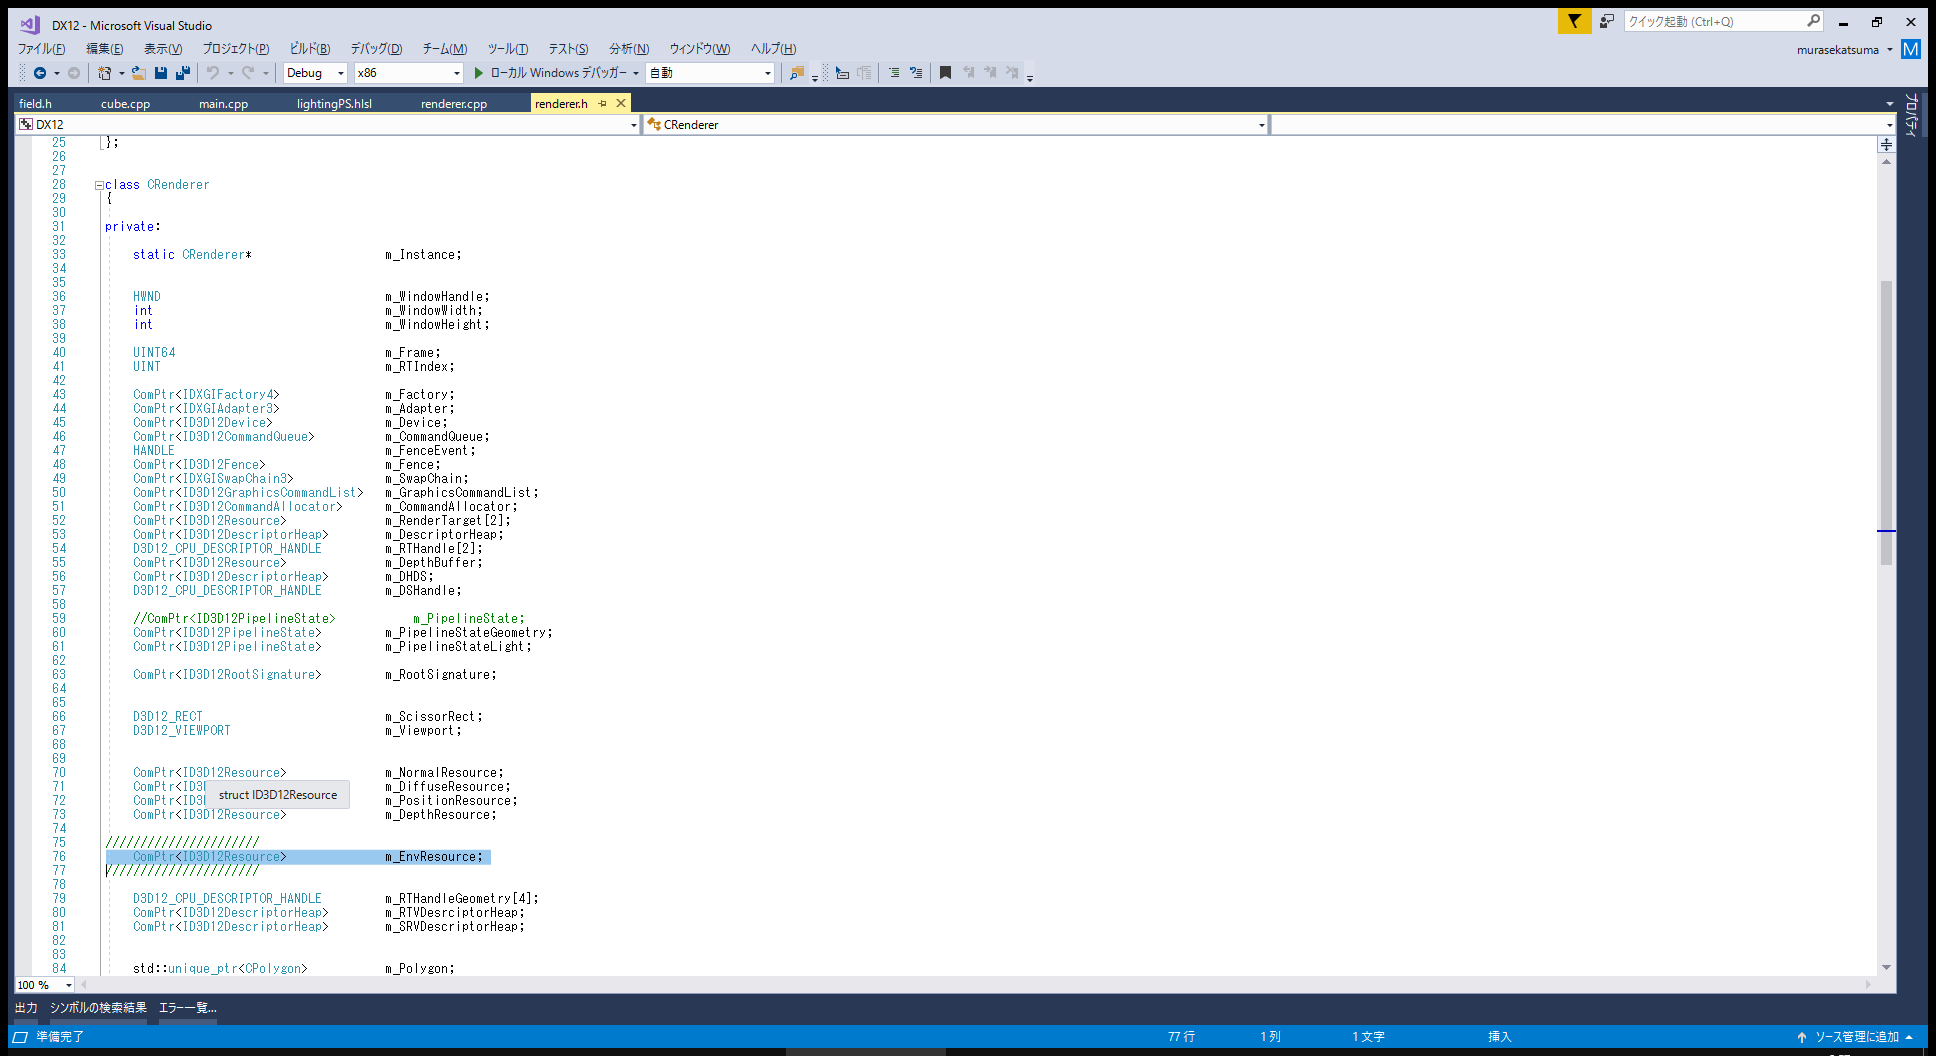 DX12 - Microsoft Visual Studio
クイック起動 (Ctrl+Q)
ファイル(F) 編集(E) 表示(V) プロジェクト(P) ビルド(B) デバッグ(D) チーム(M) ツール(T) テスト(S) 分析(N) ウィンドウ(W) ヘルプ(H)
murasekatsuma M
Debug x86 ローカル Windows デバッガー 自動
field.h cube.cpp main.cpp lightingPS.hlsl renderer.cpp renderer.h
プロパティ
DX12 CRenderer
25 };
26
27
28 class CRenderer
29 {
30
31 private:
32
33 static CRenderer* m_Instance;
34
35
36 HWND m_WindowHandle;
37 int m_WindowWidth;
38 int m_WindowHeight;
39
40 UINT64 m_Frame;
41 UINT m_RTIndex;
42
43 ComPtr<IDXGIFactory4> m_Factory;
44 ComPtr<IDXGIAdapter3> m_Adapter;
45 ComPtr<ID3D12Device> m_Device;
46 ComPtr<ID3D12CommandQueue> m_CommandQueue;
47 HANDLE m_FenceEvent;
48 ComPtr<ID3D12Fence> m_Fence;
49 ComPtr<IDXGISwapChain3> m_SwapChain;
50 ComPtr<ID3D12GraphicsCommandList> m_GraphicsCommandList;
51 ComPtr<ID3D12CommandAllocator> m_CommandAllocator;
52 ComPtr<ID3D12Resource> m_RenderTarget[2];
53 ComPtr<ID3D12DescriptorHeap> m_DescriptorHeap;
54 D3D12_CPU_DESCRIPTOR_HANDLE m_RTHandle[2];
55 ComPtr<ID3D12Resource> m_DepthBuffer;
56 ComPtr<ID3D12DescriptorHeap> m_DHDS;
57 D3D12_CPU_DESCRIPTOR_HANDLE m_DSHandle;
58
59 //ComPtr<ID3D12PipelineState> m_PipelineState;
60 ComPtr<ID3D12PipelineState> m_PipelineStateGeometry;
61 ComPtr<ID3D12PipelineState> m_PipelineStateLight;
62
63 ComPtr<ID3D12RootSignature> m_RootSignature;
64
65
66 D3D12_RECT m_ScissorRect;
67 D3D12_VIEWPORT m_Viewport;
68
69
70 ComPtr<ID3D12Resource> m_NormalResource;
71 ComPtr<ID3D m_DiffuseResource;
struct ID3D12Resource
72 ComPtr<ID3D m_PositionResource;
73 ComPtr<ID3D12Resource> m_DepthResource;
74
75 //////////////////////
76 ComPtr<ID3D12Resource> m_EnvResource;
77 //////////////////////
78
79 D3D12_CPU_DESCRIPTOR_HANDLE m_RTHandleGeometry[4];
80 ComPtr<ID3D12DescriptorHeap> m_RTVDesrciptorHeap;
81 ComPtr<ID3D12DescriptorHeap> m_SRVDescriptorHeap;
82
83
84 std::unique_ptr<CPolygon> m_Polygon;
100 %
出力 シンボルの検索結果 エラー一覧...
準備完了 77 行 1 列 1 文字 挿入 ソース管理に追加